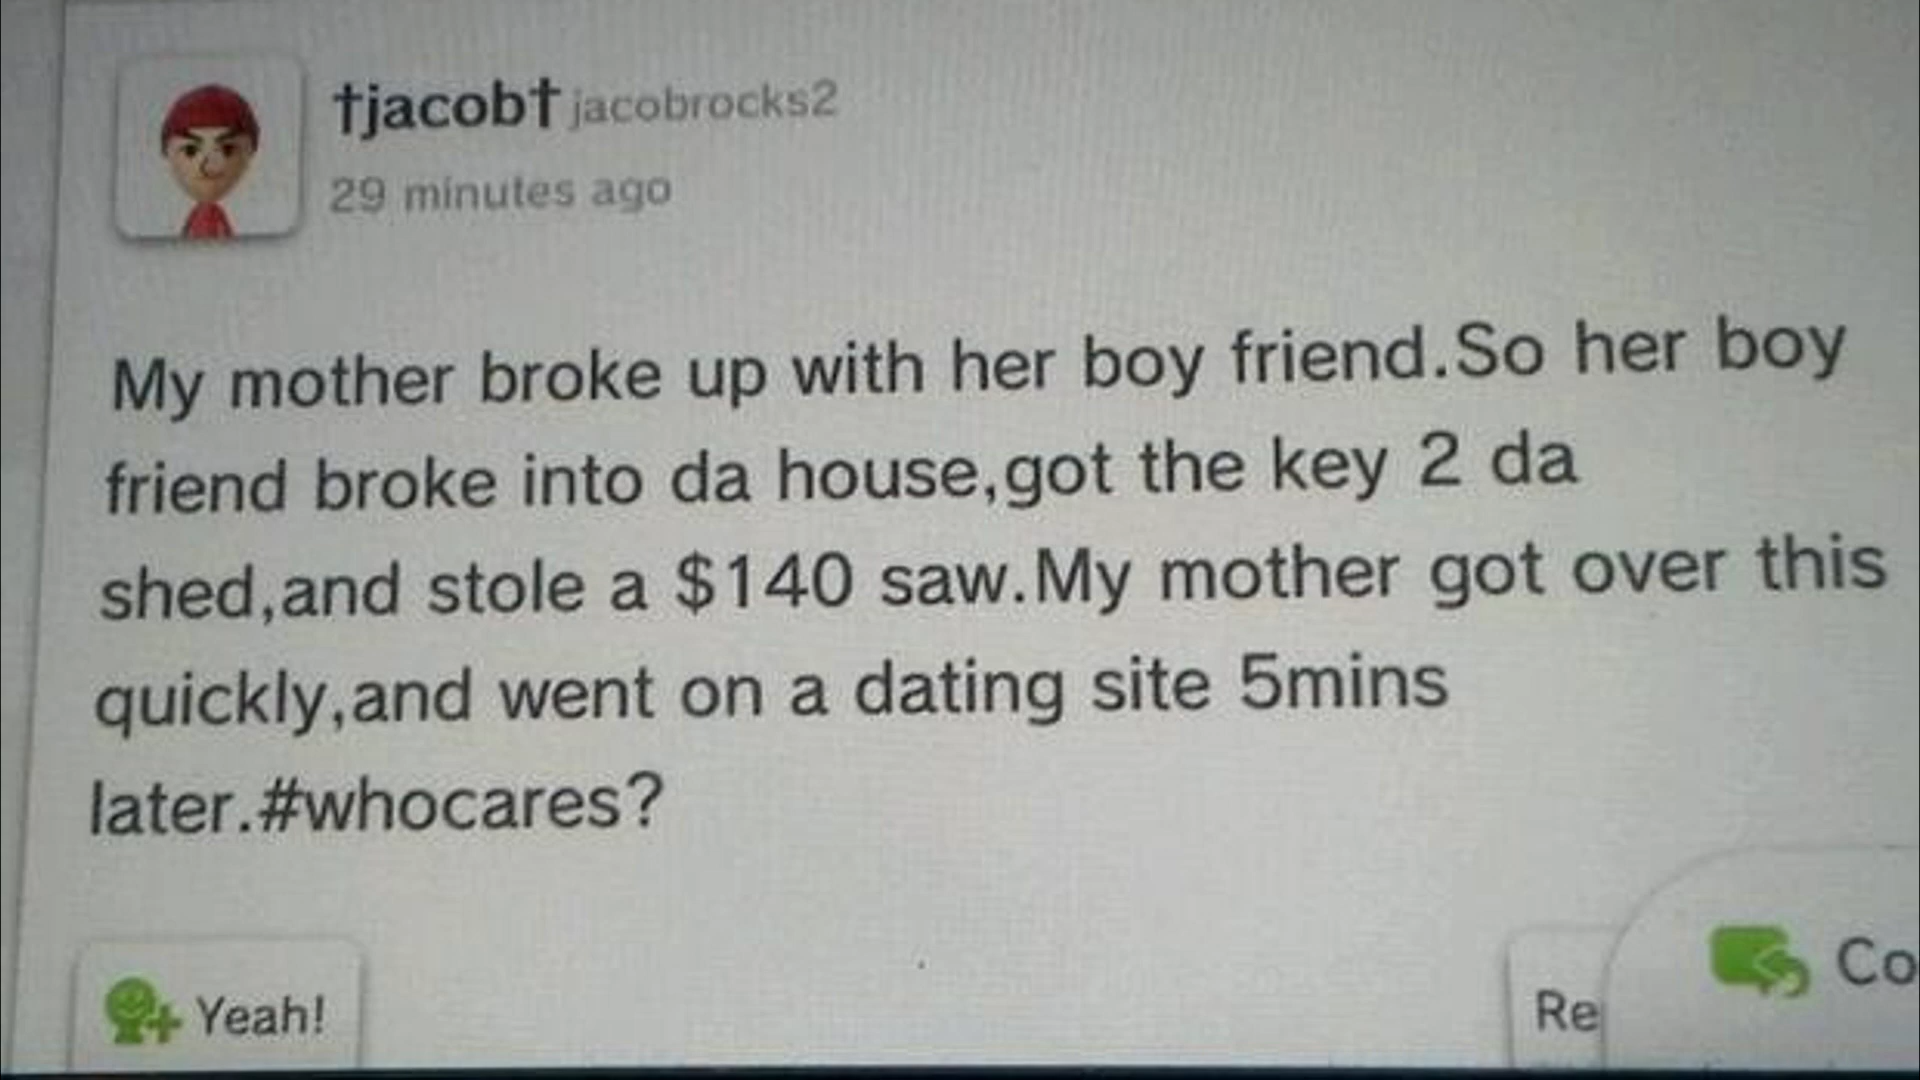 †jacob† jacobrocks2
29 minutes ago
My mother broke up with her boy friend.So her boy
friend broke into da house,got the key 2 da
shed,and stole a $140 saw.My mother got over this
quickly,and went on a dating site 5mins
later.#whocares?
Yeah!
Re
Co